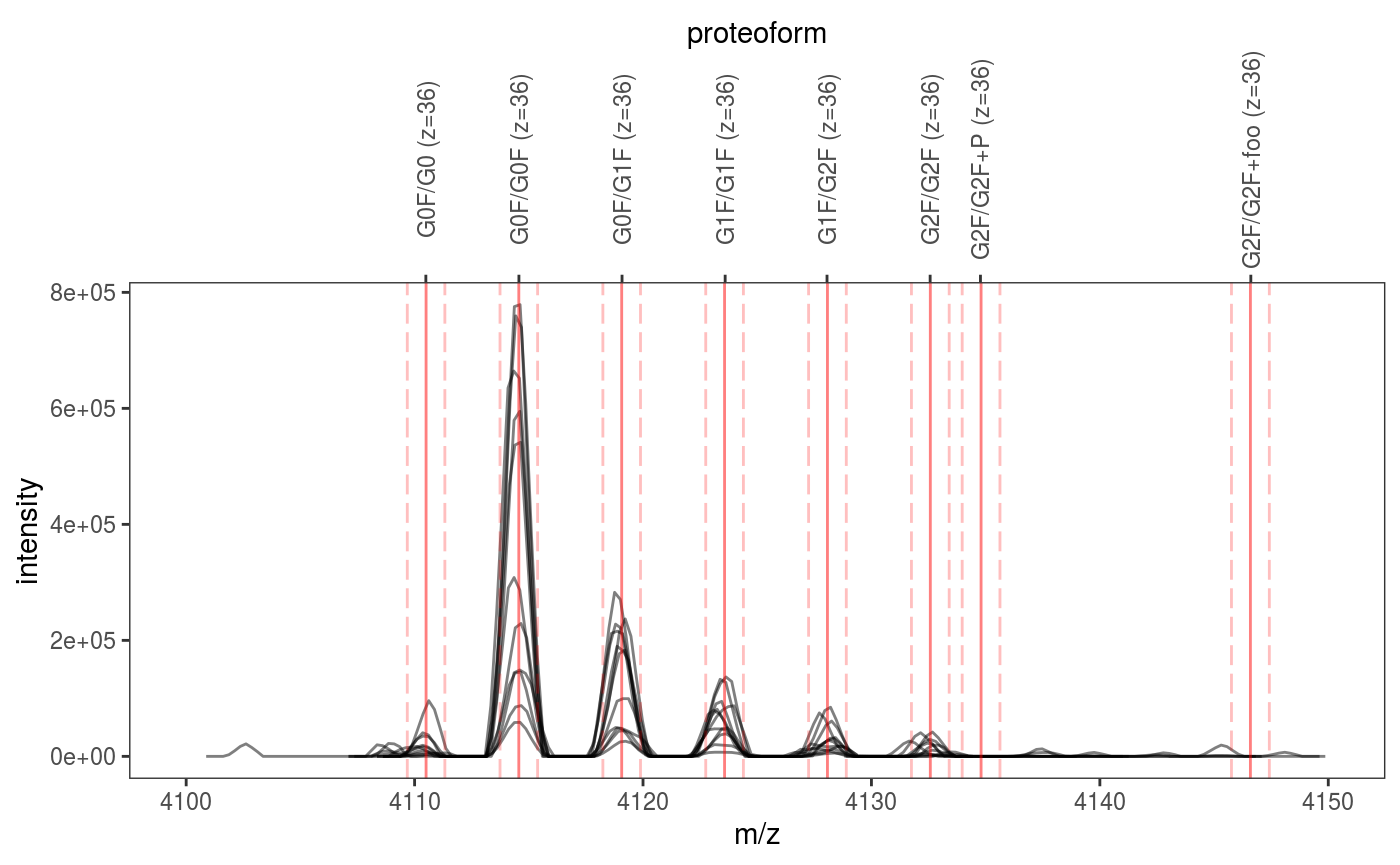 proteoform
G0F/G0 (z=36)
G0F/G0F (z=36)
G0F/G1F (z=36)
G1F/G1F (z=36)
G1F/G2F (z=36)
G2F/G2F (z=36)
G2F/G2F+P (z=36)
G2F/G2F+foo (z=36)
8e+05
6e+05
4e+05
2e+05
0e+00
intensity
4100
4110
4120
4130
4140
4150
m/z